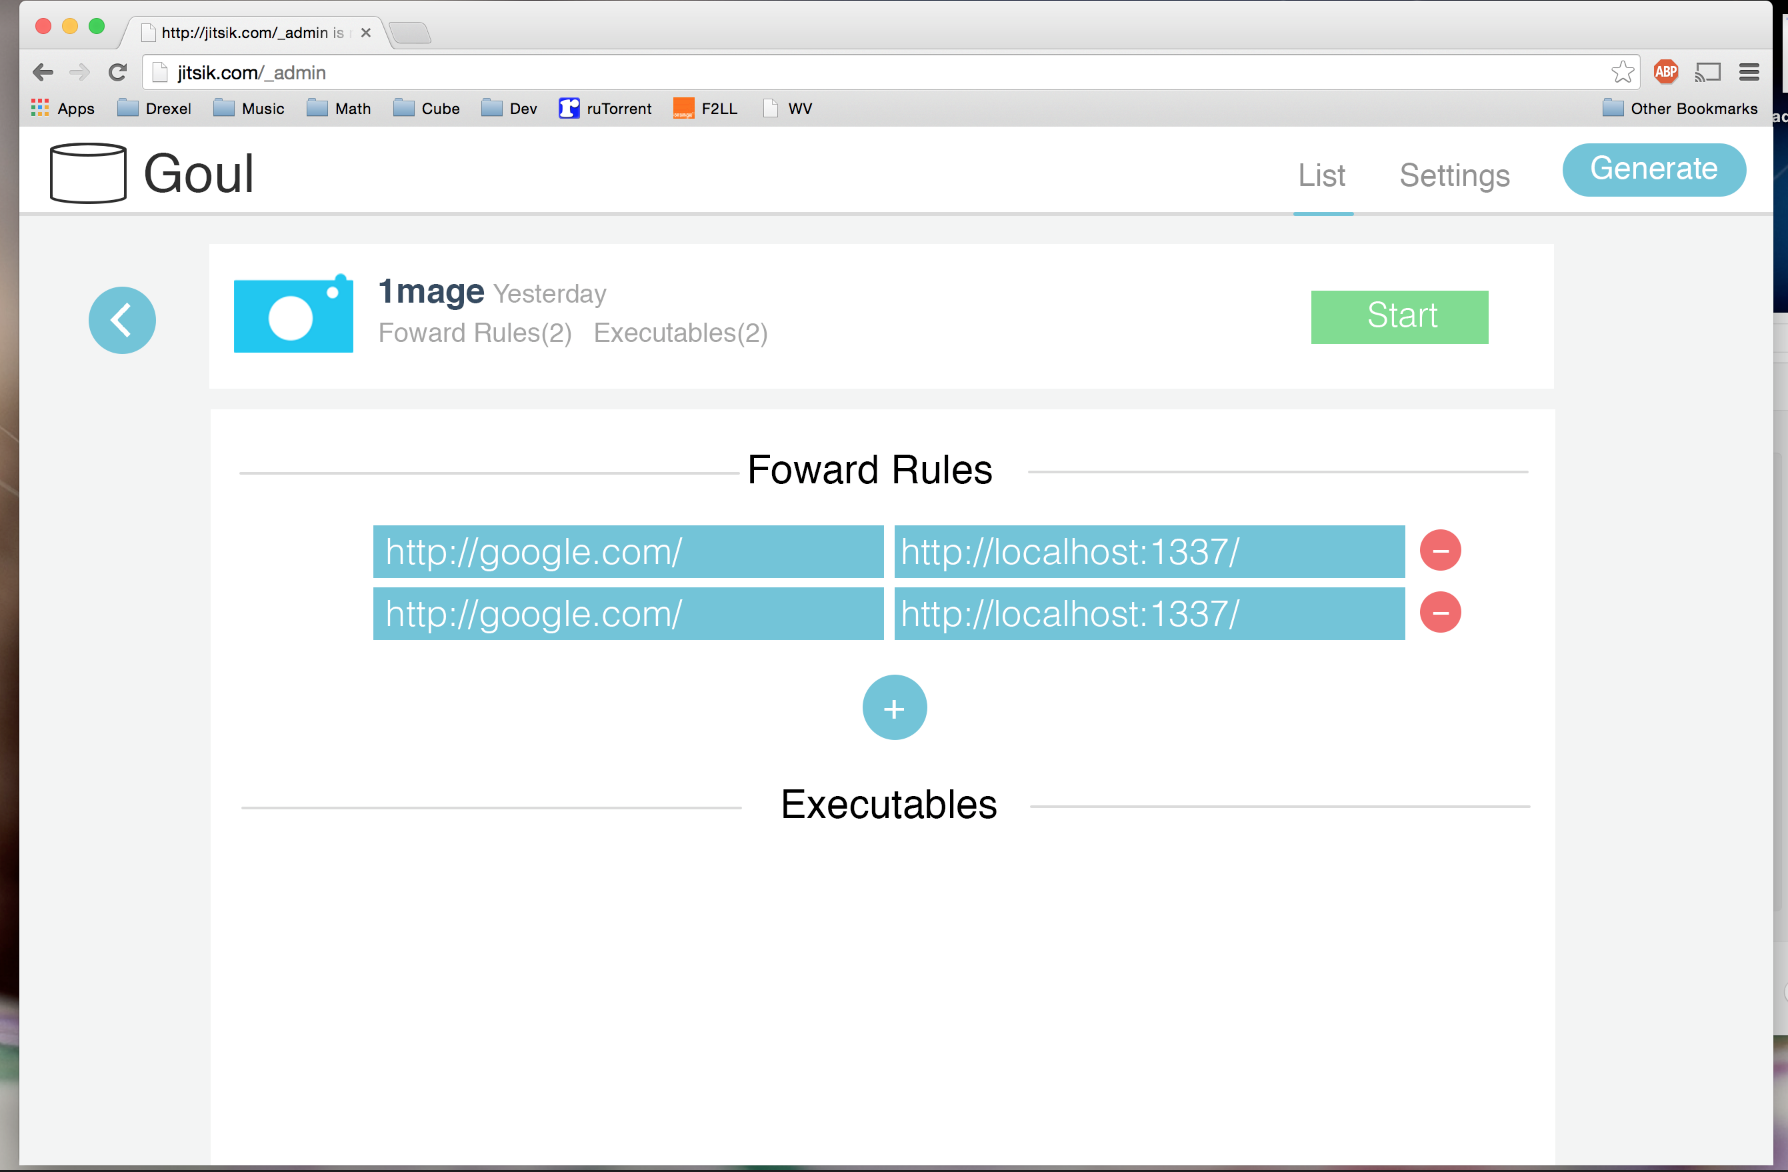 http://jitsik.com/_admin is
jitsik.com/_admin
ABP
Apps Drexel Music Math Cube Dev ruTorrent F2LL WV Other Bookmarks
Goul
List Settings Generate
1mage Yesterday
Foward Rules(2) Executables(2)
Start
Foward Rules
http://google.com/ http://localhost:1337/
http://google.com/ http://localhost:1337/
Executables